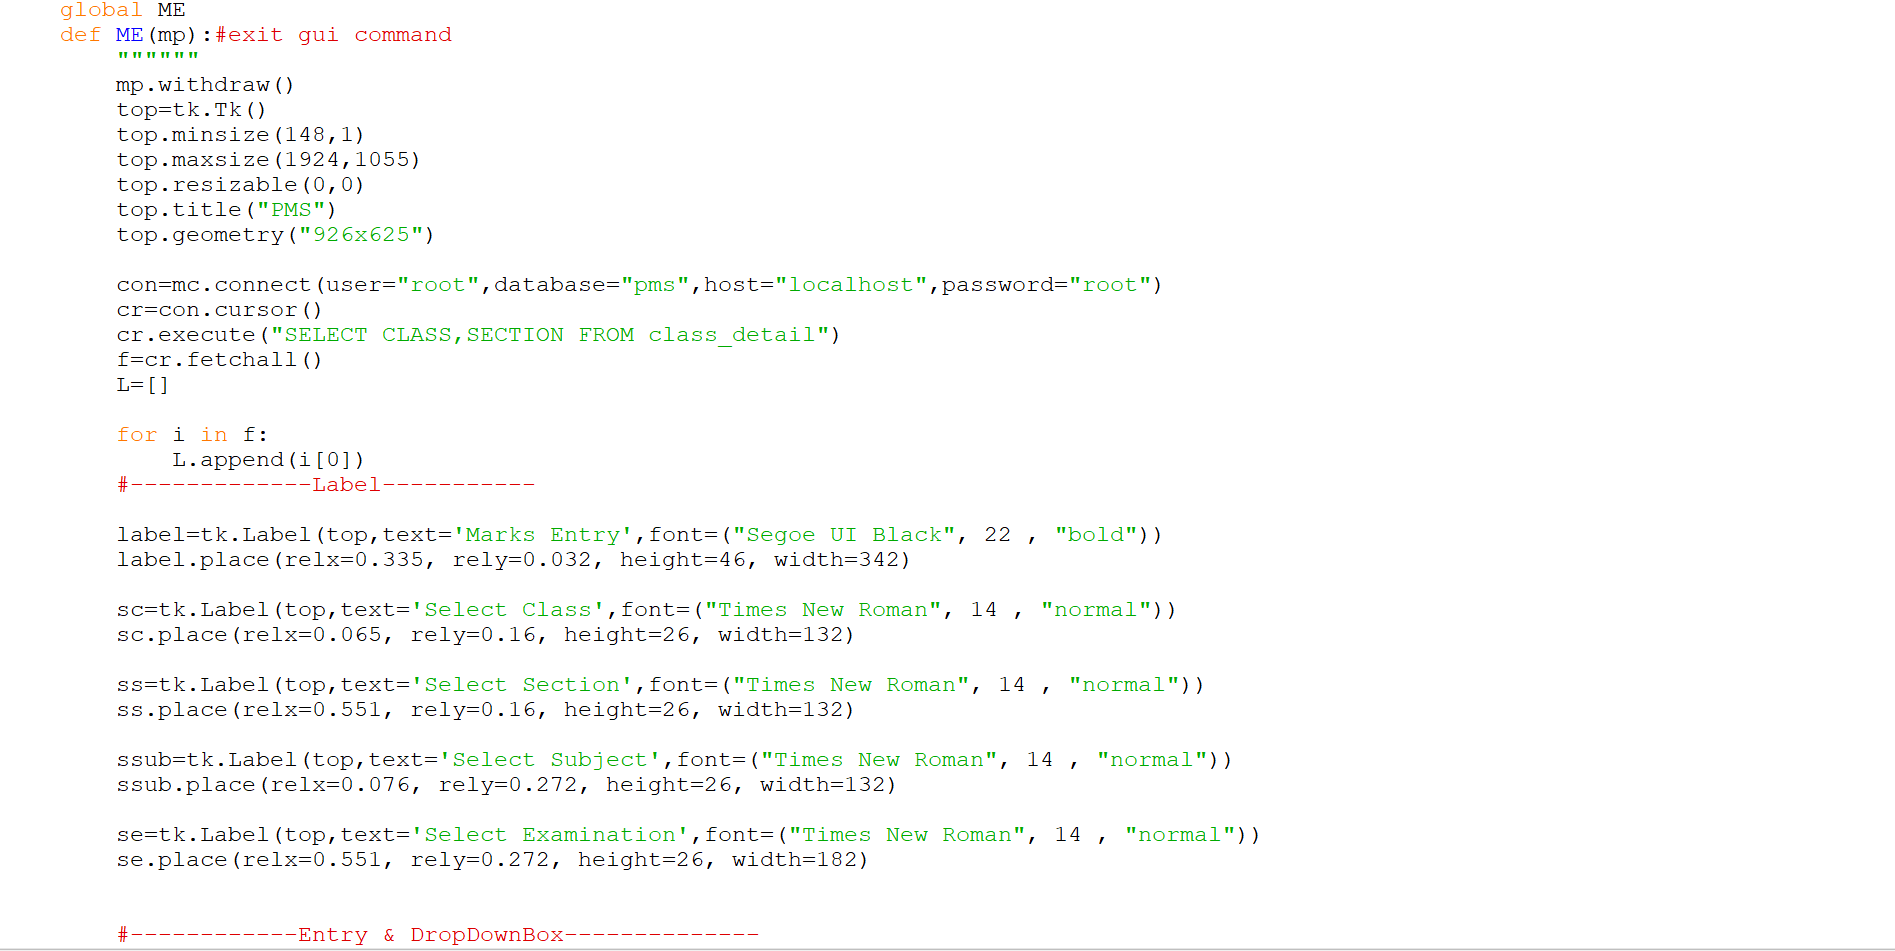 global ME
def ME(mp):#exit gui command
    """"""
    mp.withdraw()
    top=tk.Tk()
    top.minsize(148,1)
    top.maxsize(1924,1055)
    top.resizable(0,0)
    top.title("PMS")
    top.geometry("926x625")

    con=mc.connect(user="root",database="pms",host="localhost",password="root")
    cr=con.cursor()
    cr.execute("SELECT CLASS,SECTION FROM class_detail")
    f=cr.fetchall()
    L=[]

    for i in f:
        L.append(i[0])
    #-------------Label-----------

    label=tk.Label(top,text='Marks Entry',font=("Segoe UI Black", 22 , "bold"))
    label.place(relx=0.335, rely=0.032, height=46, width=342)

    sc=tk.Label(top,text='Select Class',font=("Times New Roman", 14 , "normal"))
    sc.place(relx=0.065, rely=0.16, height=26, width=132)

    ss=tk.Label(top,text='Select Section',font=("Times New Roman", 14 , "normal"))
    ss.place(relx=0.551, rely=0.16, height=26, width=132)

    ssub=tk.Label(top,text='Select Subject',font=("Times New Roman", 14 , "normal"))
    ssub.place(relx=0.076, rely=0.272, height=26, width=132)

    se=tk.Label(top,text='Select Examination',font=("Times New Roman", 14 , "normal"))
    se.place(relx=0.551, rely=0.272, height=26, width=182)


    #------------Entry & DropDownBox--------------